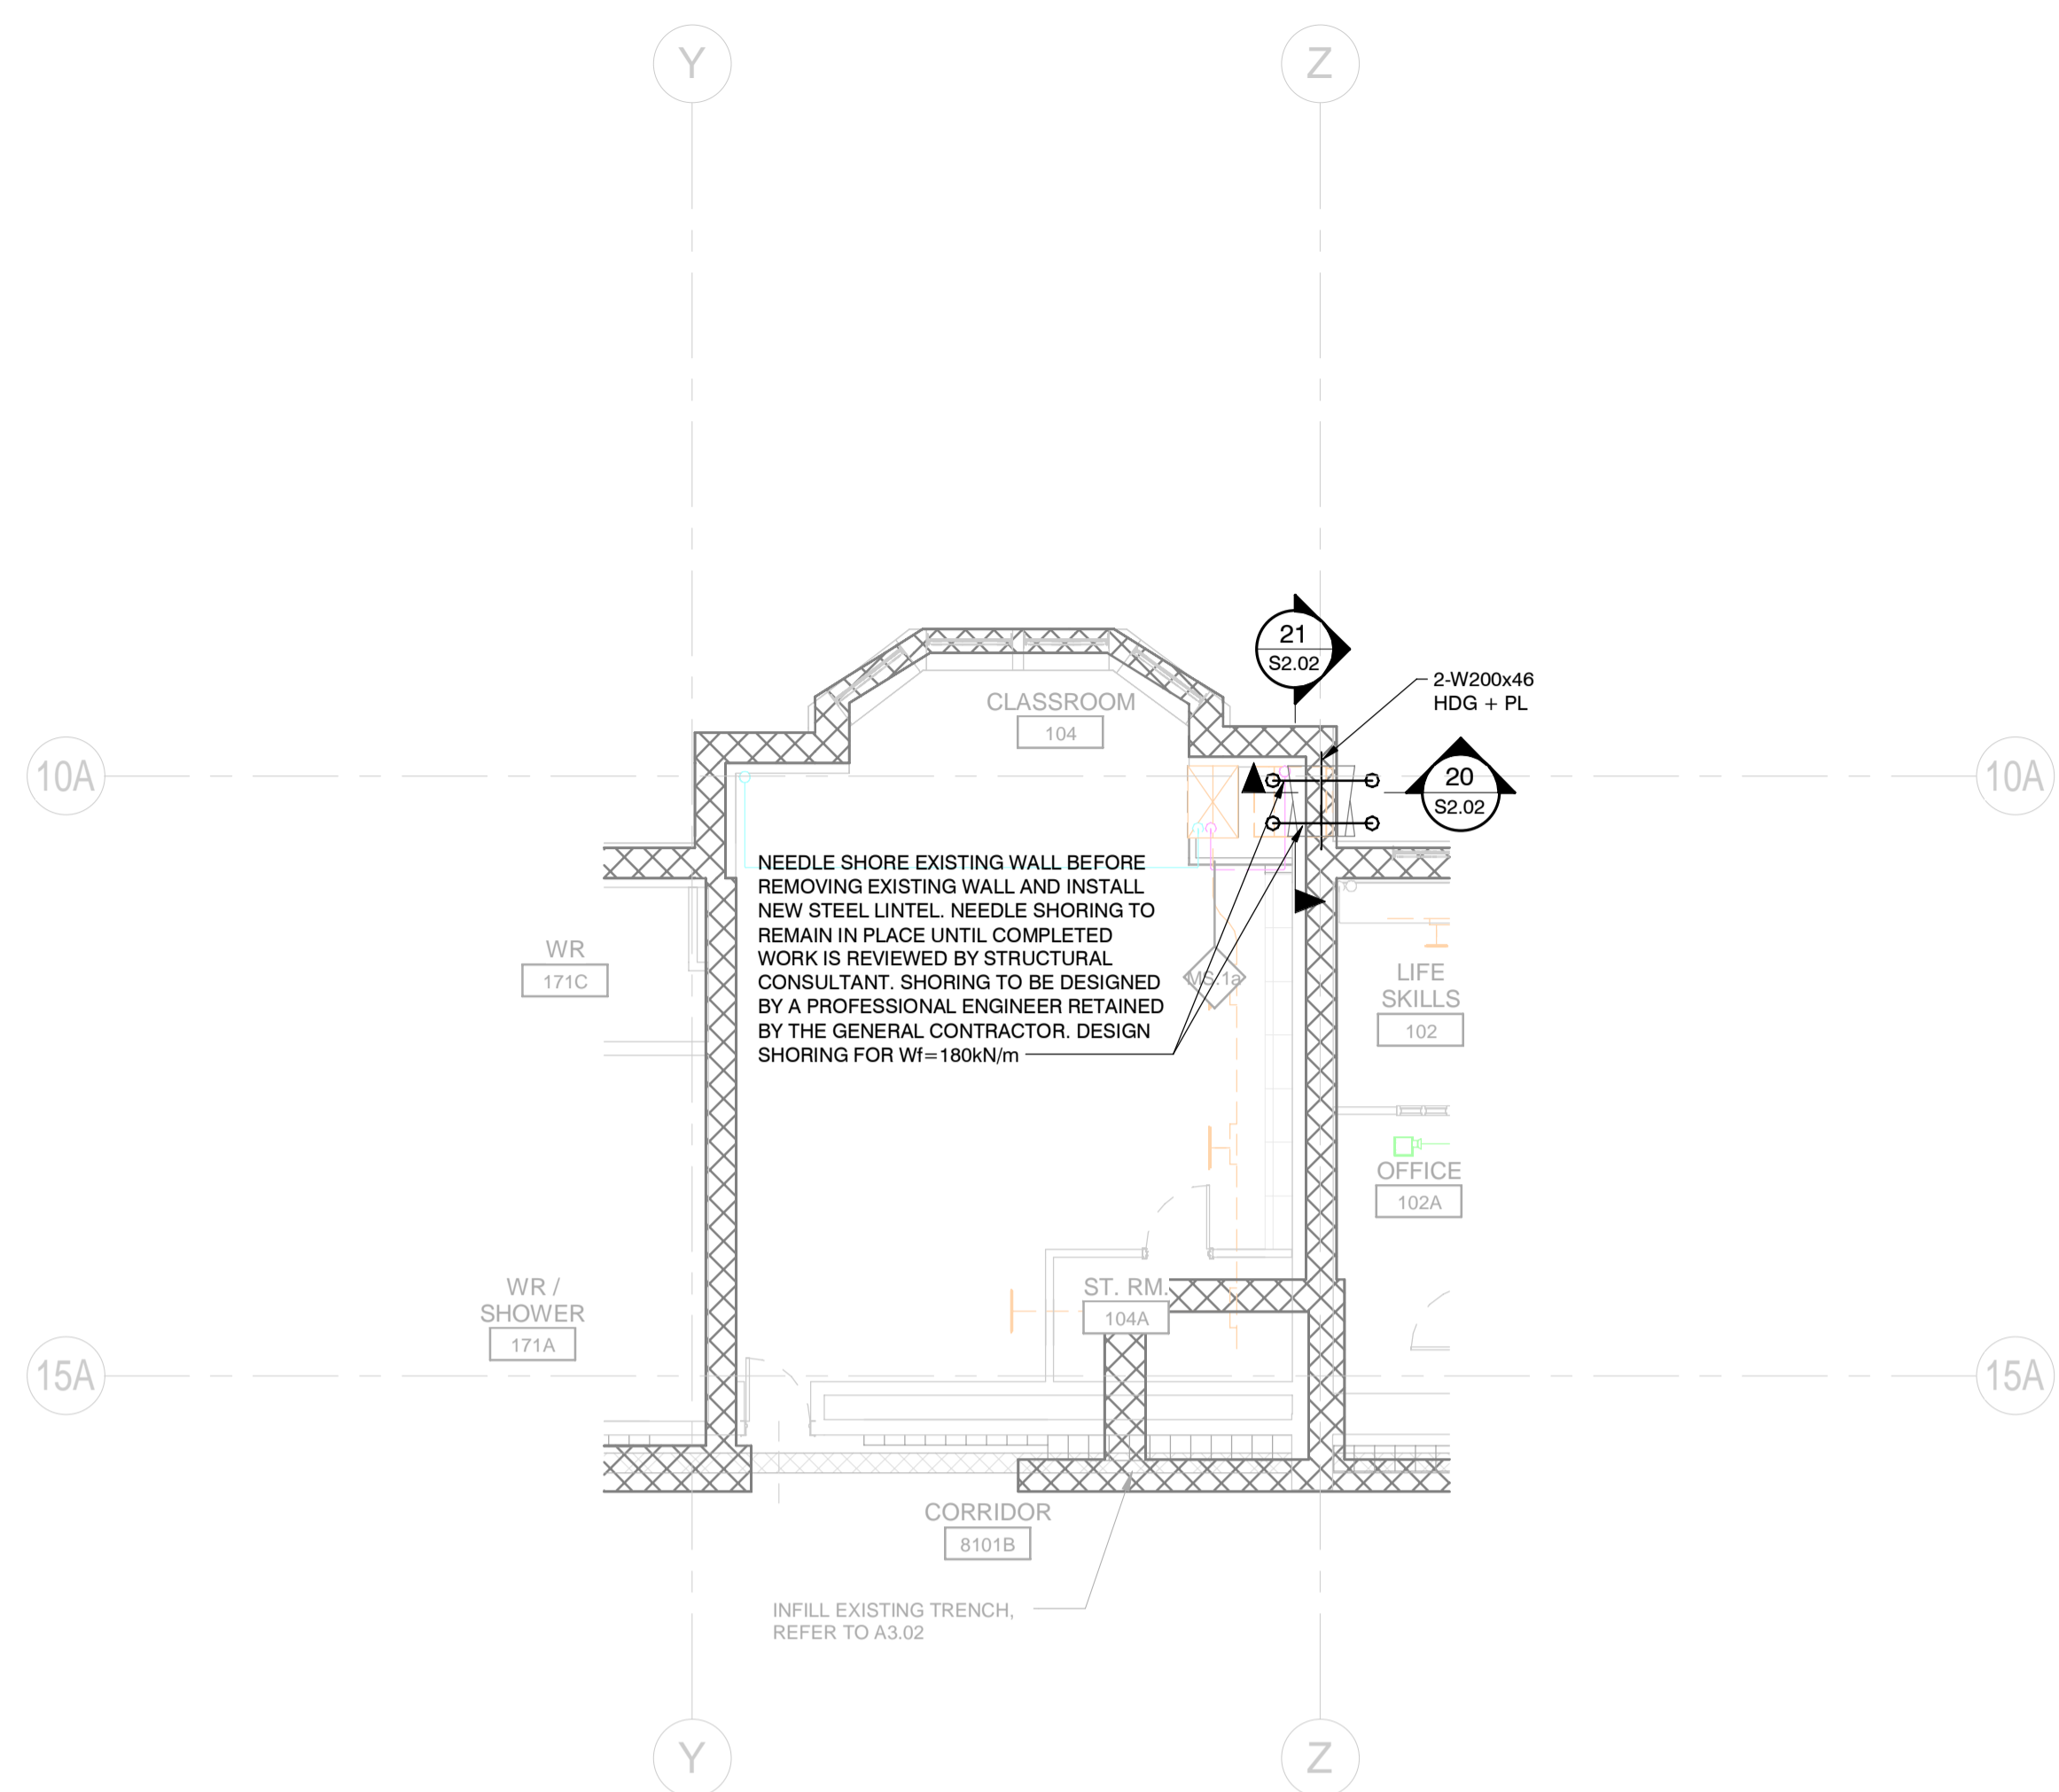 Y
Z
21
S2.02
2-W200x46
HDG + PL
CLASSROOM
104
10A
10A
20
S2.02
NEEDLE SHORE EXISTING WALL BEFORE
REMOVING EXISTING WALL AND INSTALL
NEW STEEL LINTEL. NEEDLE SHORING TO
REMAIN IN PLACE UNTIL COMPLETED
WORK IS REVIEWED BY STRUCTURAL
CONSULTANT. SHORING TO BE DESIGNED
BY A PROFESSIONAL ENGINEER RETAINED
BY THE GENERAL CONTRACTOR. DESIGN
SHORING FOR Wf=180kN/m
WR
171C
MS.1a
LIFE
SKILLS
102
OFFICE
102A
WR /
SHOWER
171A
ST. RM.
104A
15A
15A
CORRIDOR
8101B
INFILL EXISTING TRENCH,
REFER TO A3.02
Y
Z